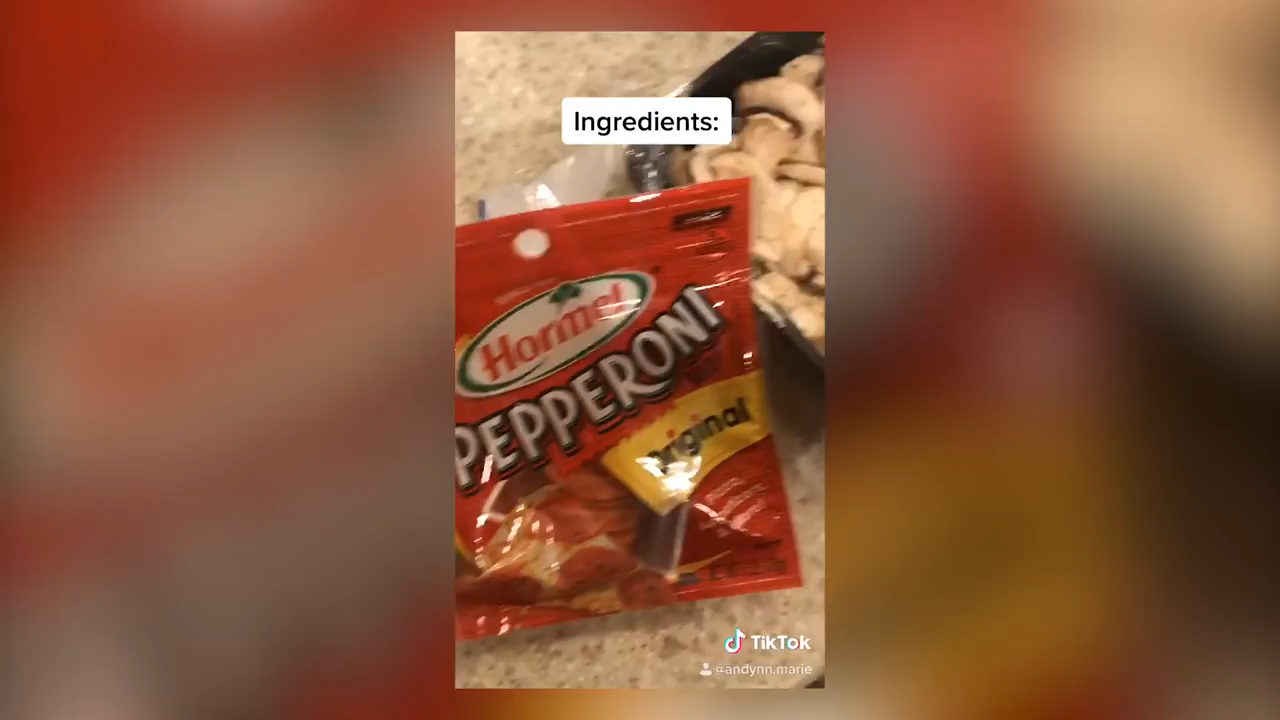 Ingredients:
Hormel
PEPPERONI
Original
TikTok
@andynn.marie